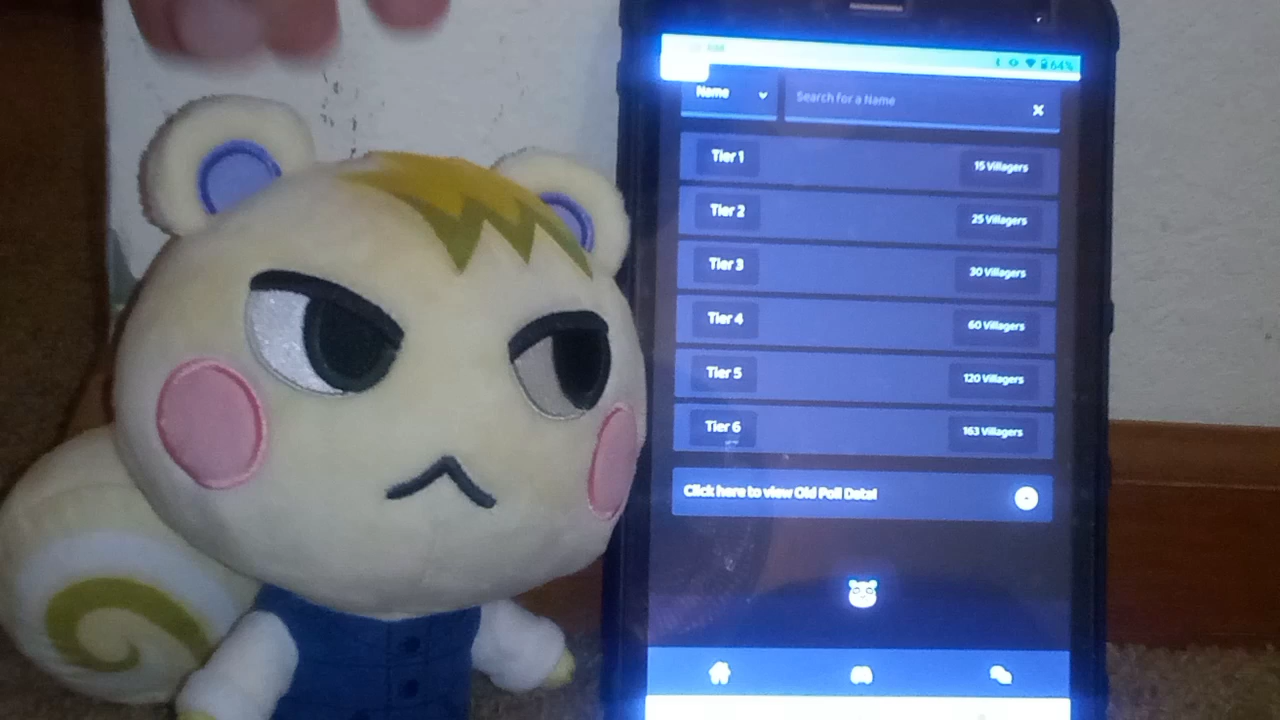 64%
Name
Search for a Name
Tier 1
15 Villagers
Tier 2
25 Villagers
Tier 3
30 Villagers
Tier 4
60 Villagers
Tier 5
120 Villagers
Tier 6
163 Villagers
Click here to view Old Poll Data!